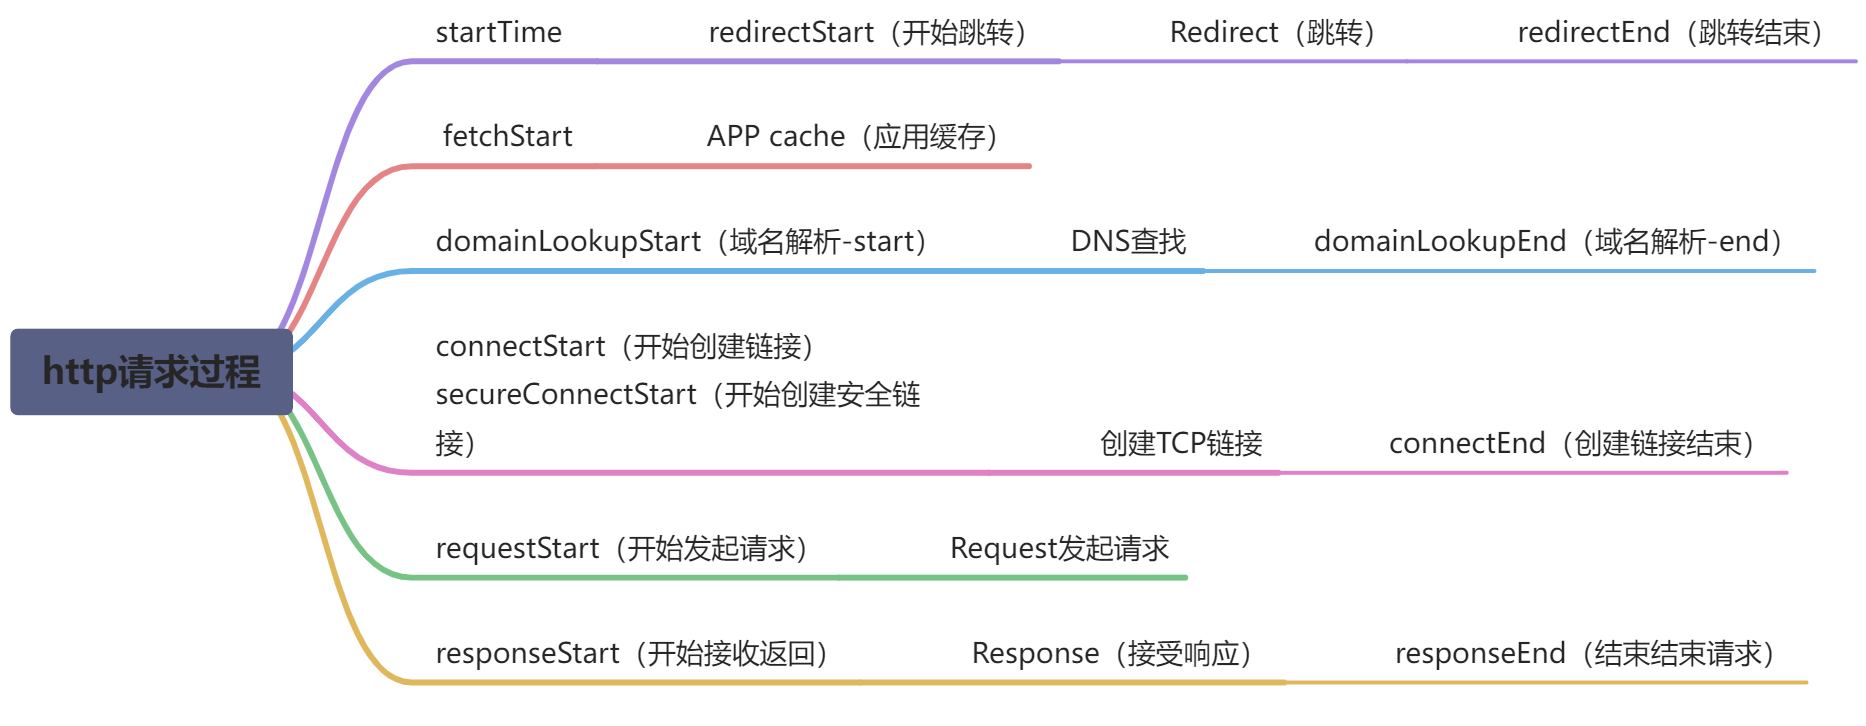 startTime redirectStart（开始跳转） Redirect（跳转） redirectEnd（跳转结束）
fetchStart APP cache（应用缓存）
domainLookupStart（域名解析-start） DNS查找 domainLookupEnd（域名解析-end）
http请求过程
connectStart（开始创建链接）
secureConnectStart（开始创建安全链
接） 创建TCP链接 connectEnd（创建链接结束）
requestStart（开始发起请求） Request发起请求
responseStart（开始接收返回） Response（接受响应） responseEnd（结束结束请求）